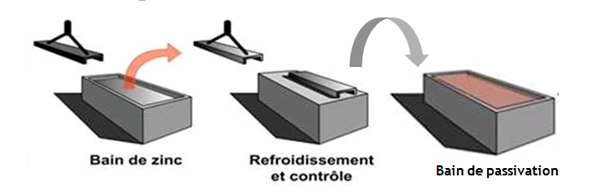 Bain de zinc
Refroidissement
et contrôle
Bain de passivation